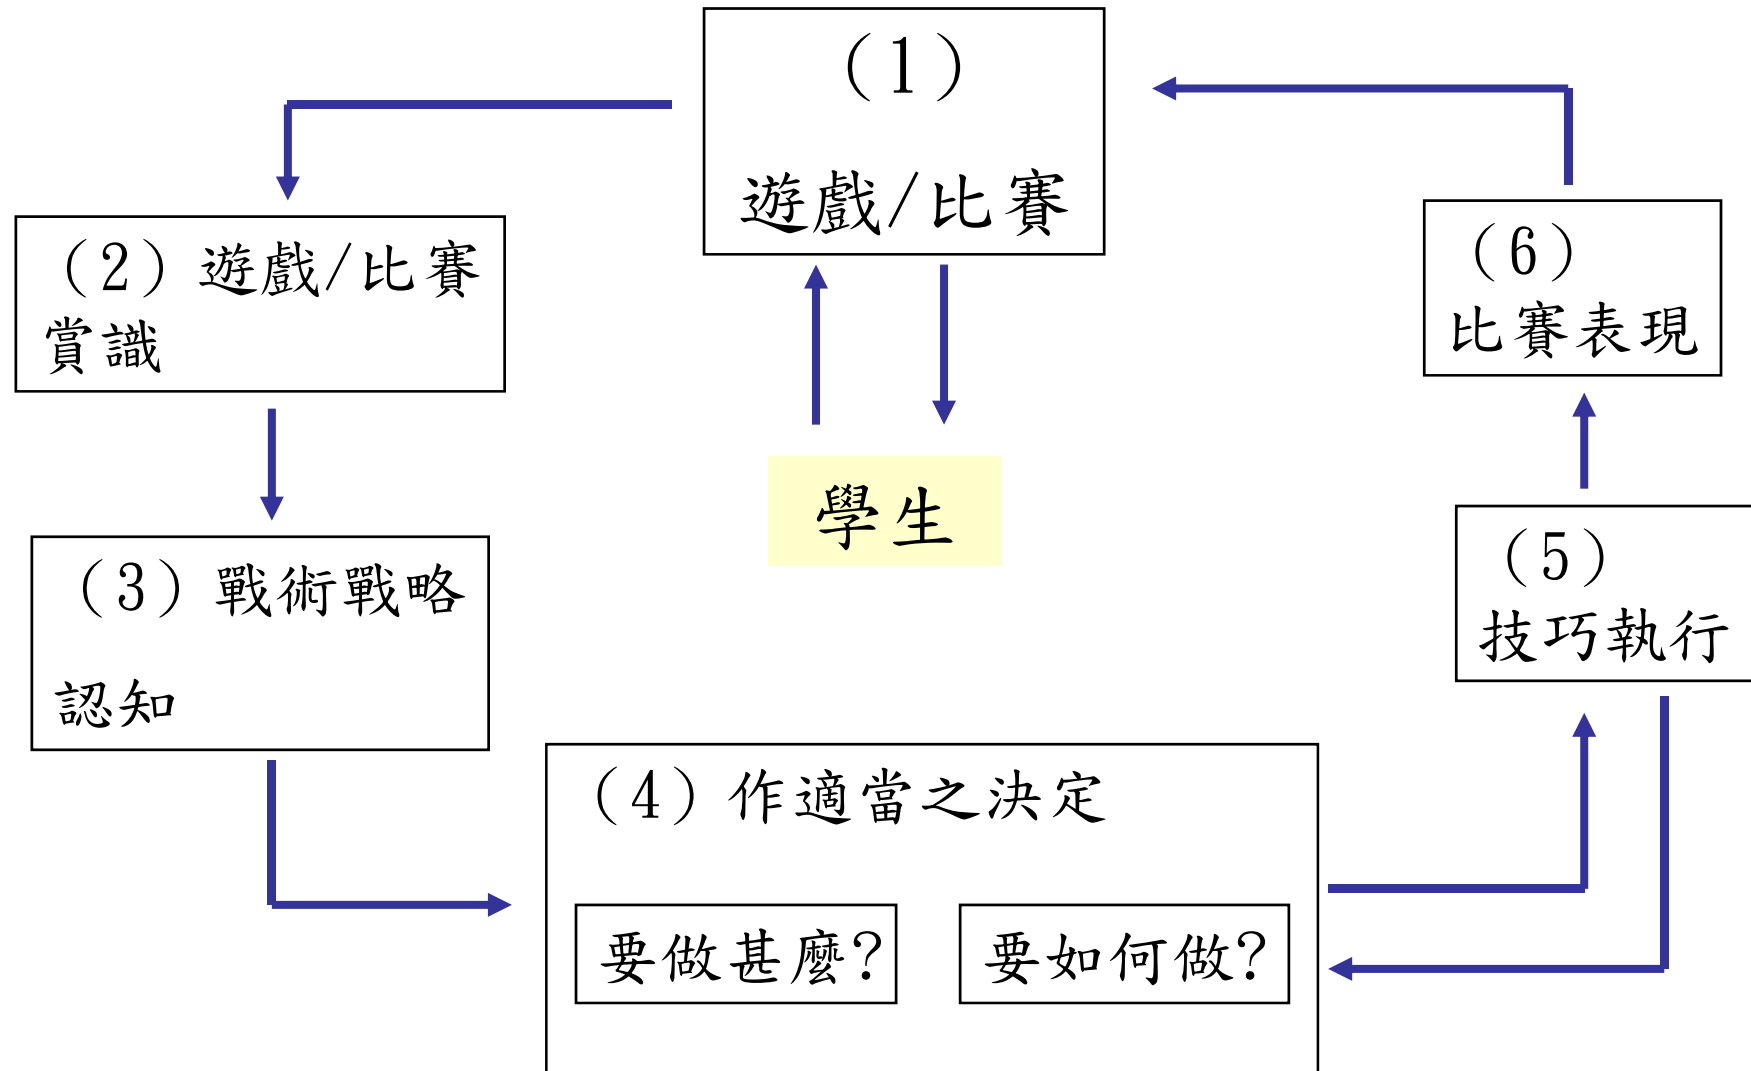 （1）
遊戲/比賽
（2）遊戲/比賽
賞識
（3）戰術戰略
認知
（4）作適當之決定
要做甚麼?
要如何做?
（5）
技巧執行
（6）
比賽表現
學生